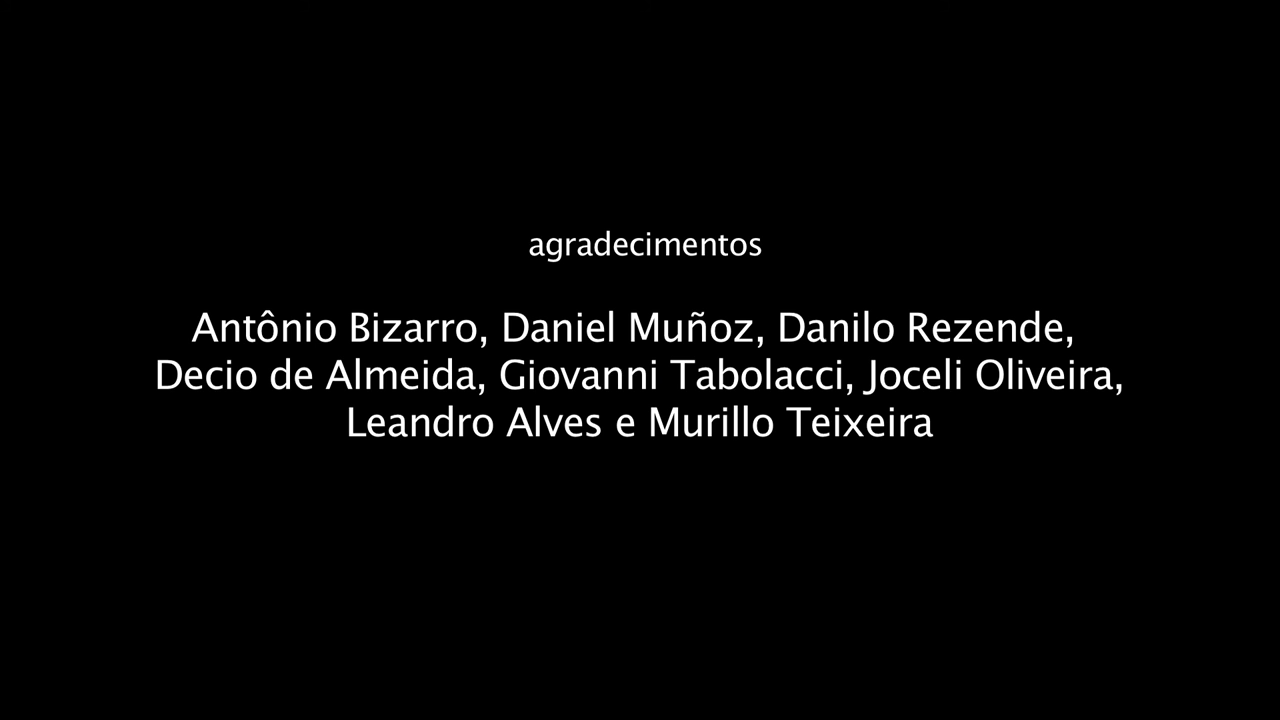 agradecimentos
Antônio Bizarro, Daniel Muñoz, Danilo Rezende,
Decio de Almeida, Giovanni Tabolacci, Joceli Oliveira,
Leandro Alves e Murillo Teixeira